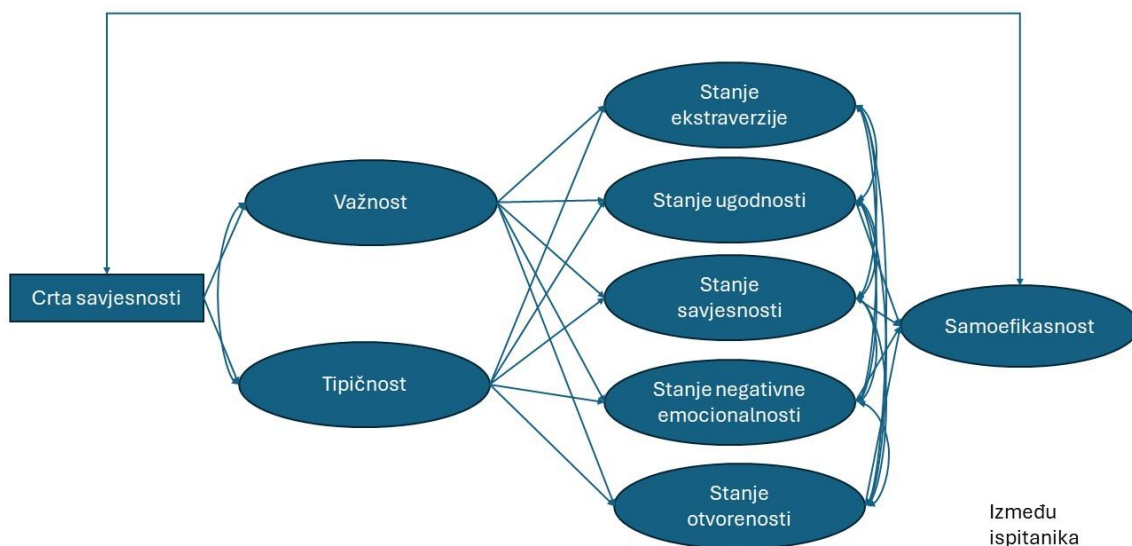 Stanje
ekstraverzije
Važnost
Stanje ugodnosti
Crta savjesnosti
Stanje
savjesnosti
Samoefikasnost
Tipičnost
Stanje negativne
emocionalnosti
Stanje
otvorenosti
Između
ispitanika